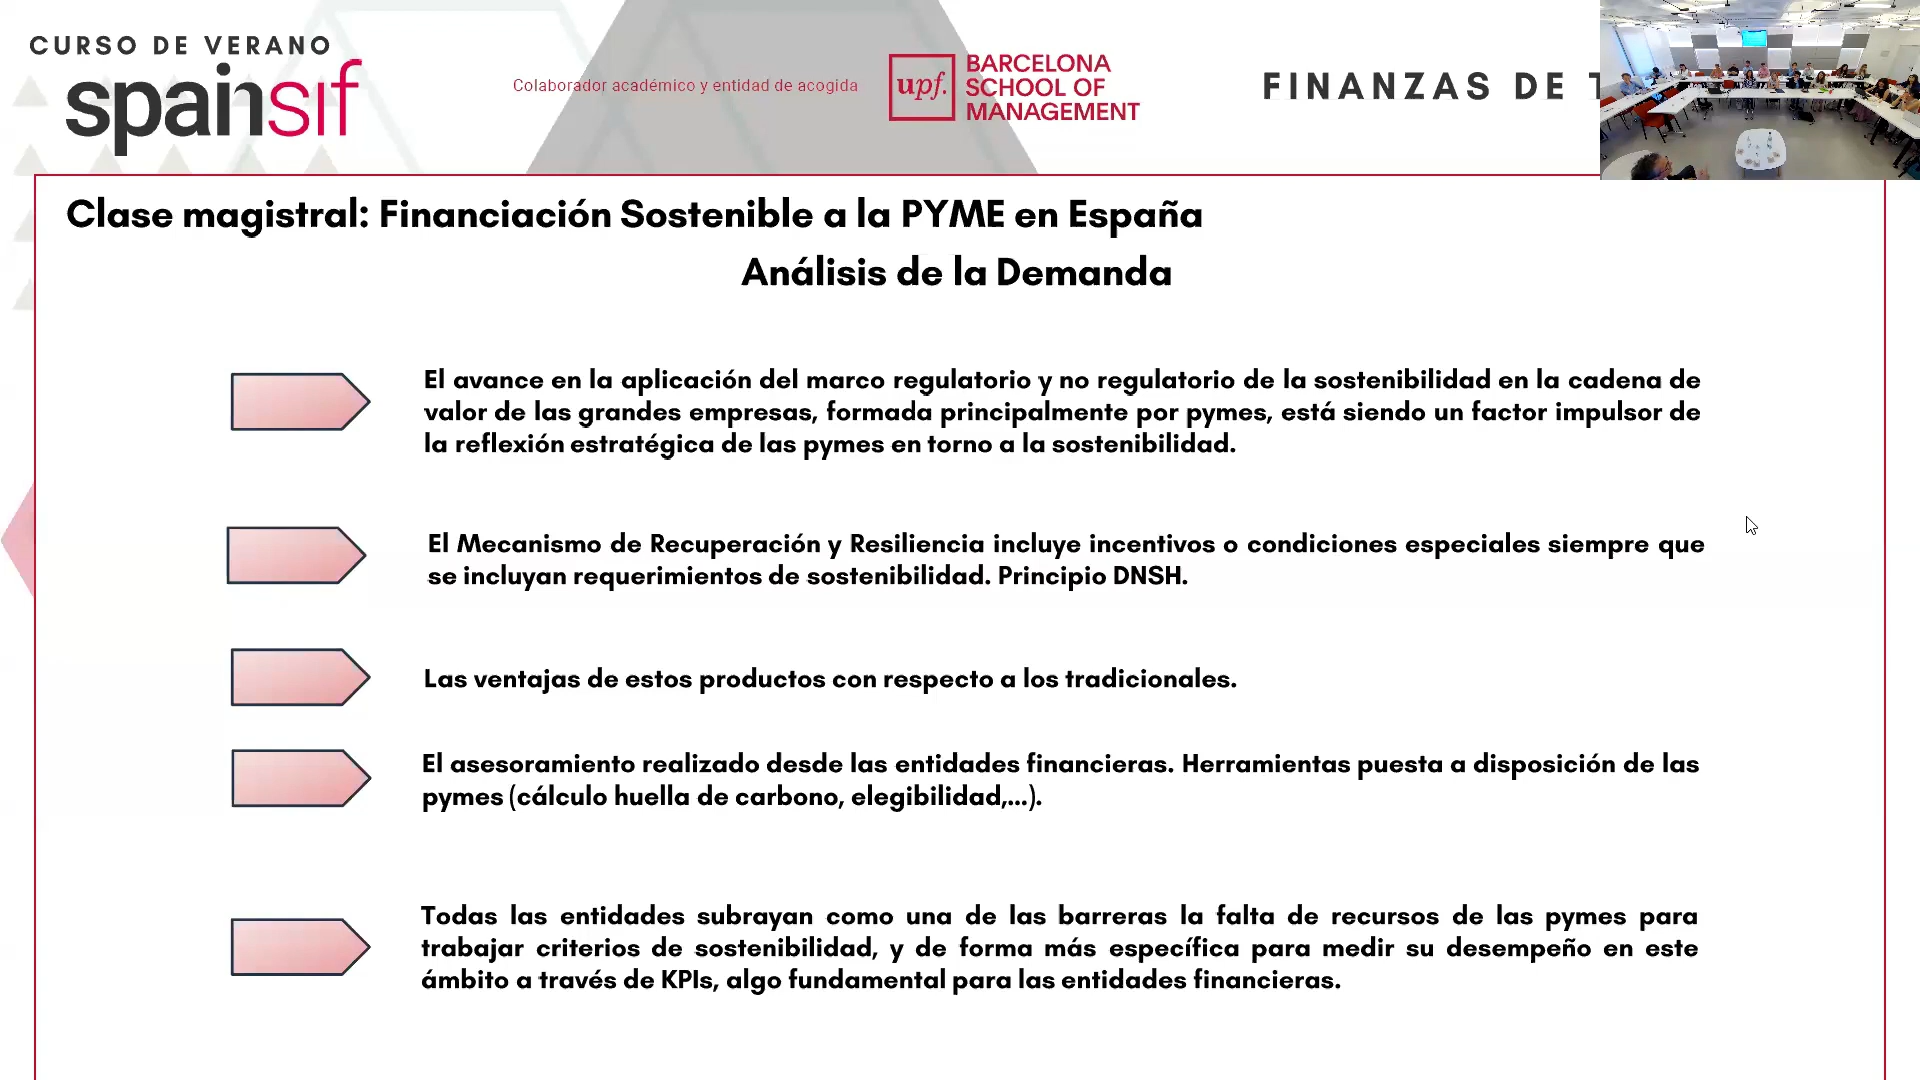 CURSO DE VERANO
spainsif
Colaborador académico y entidad de acogida
upf.
BARCELONA
SCHOOL OF
MANAGEMENT
FINANZAS DE
Clase magistral: Financiación Sostenible a la PYME en España
Análisis de la Demanda
El avance en la aplicación del marco regulatorio y no regulatorio de la sostenibilidad en la cadena de
valor de las grandes empresas, formada principalmente por pymes, está siendo un factor impulsor de
la reflexión estratégica de las pymes en torno a la sostenibilidad.
El Mecanismo de Recuperación y Resiliencia incluye incentivos o condiciones especiales siempre que
se incluyan requerimientos de sostenibilidad. Principio DNSH.
Las ventajas de estos productos con respecto a los tradicionales.
El asesoramiento realizado desde las entidades financieras. Herramientas puesta a disposición de las
pymes (cálculo huella de carbono, elegibilidad,...).
Todas las entidades subrayan como una de las barreras la falta de recursos de las pymes para
trabajar criterios de sostenibilidad, y de forma más específica para medir su desempeño en este
ámbito a través de KPIs, algo fundamental para las entidades financieras.